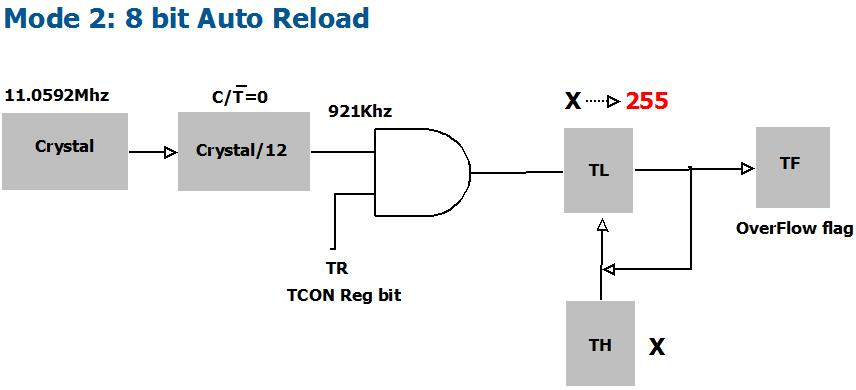 Mode 2: 8 bit Auto Reload
11.0592Mhz
C/T̅=0
921Khz
X 255
Crystal
Crystal/12
TL
TF
OverFlow flag
TR
TCON Reg bit
TH
X